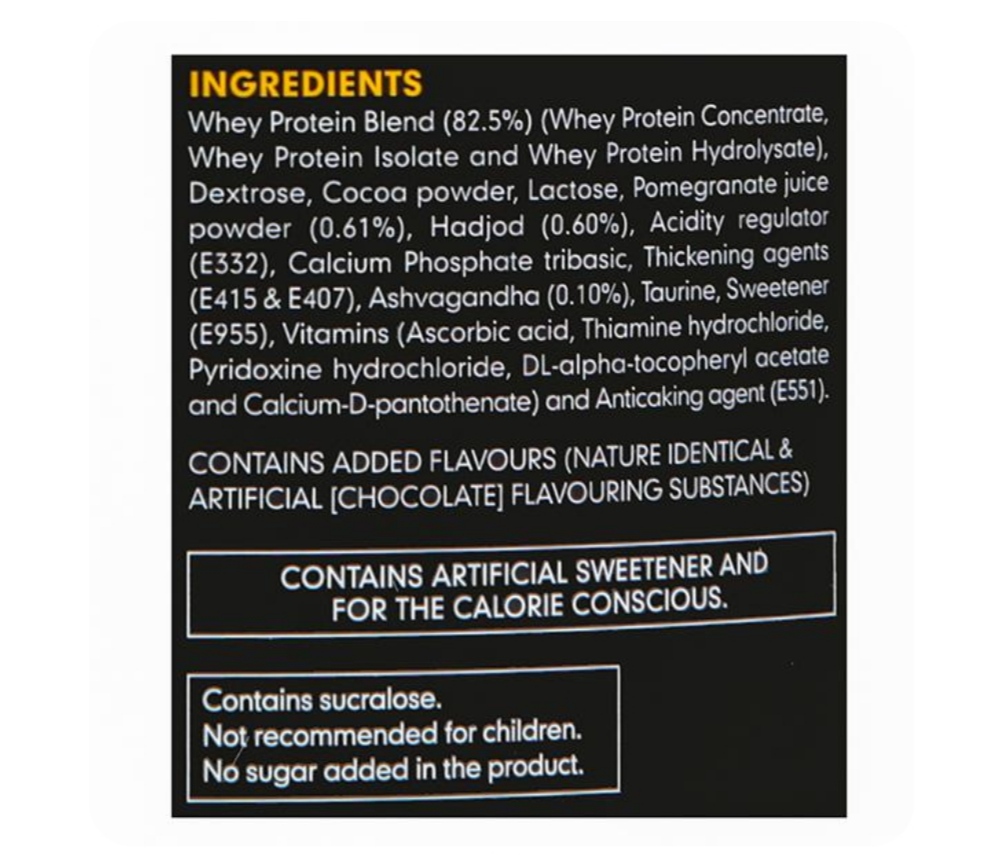 INGREDIENTS
Whey Protein Blend (82.5%) (Whey Protein Concentrate,
Whey Protein Isolate and Whey Protein Hydrolysate),
Dextrose, Cocoa powder, Lactose, Pomegranate juice
powder (0.61%), Hadjod (0.60%), Acidity regulator
(E332), Calcium Phosphate tribasic, Thickening agents
(E415 & E407), Ashvagandha (0.10%), Taurine, Sweetener
(E955), Vitamins (Ascorbic acid, Thiamine hydrochloride,
Pyridoxine hydrochloride, DL-alpha-tocopheryl acetate
and Calcium-D-pantothenate) and Anticaking agent (E551).
CONTAINS ADDED FLAVOURS (NATURE IDENTICAL &
ARTIFICIAL [CHOCOLATE] FLAVOURING SUBSTANCES)
CONTAINS ARTIFICIAL SWEETENER AND
FOR THE CALORIE CONSCIOUS.
Contains sucralose.
Not recommended for children.
No sugar added in the product.